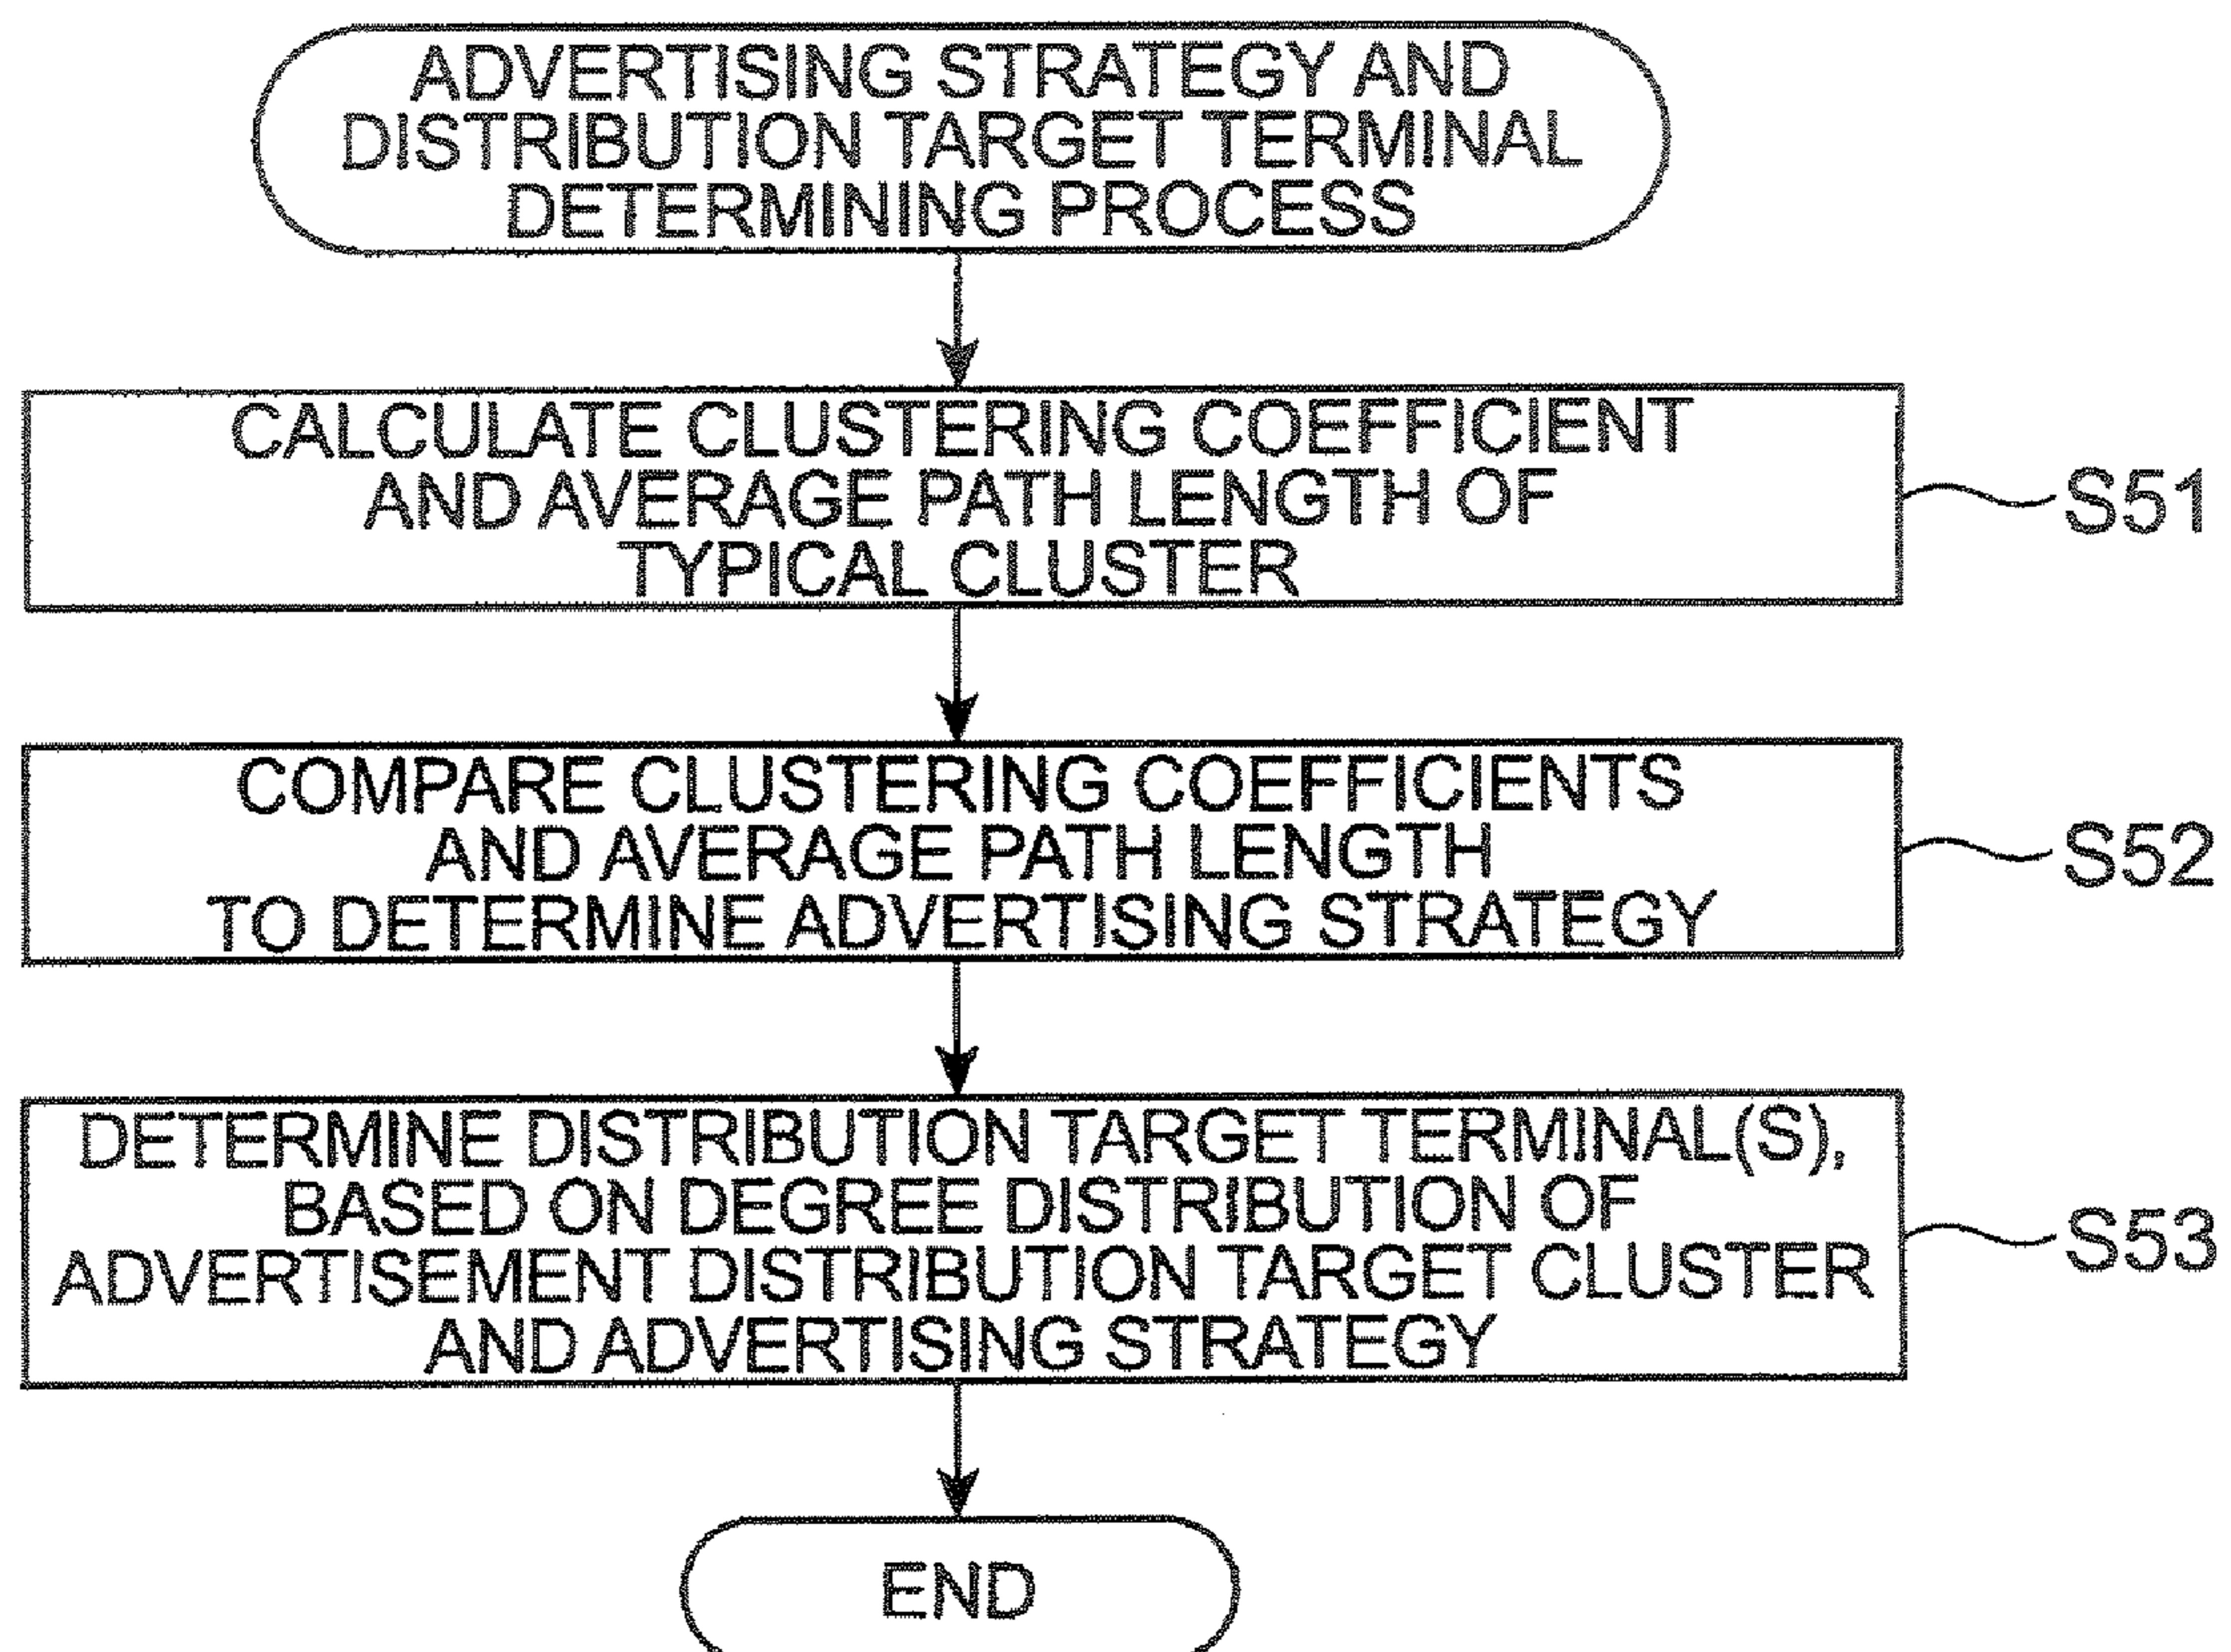 ADVERTISING STRATEGY AND
DISTRIBUTION TARGET TERMINAL
DETERMINING PROCESS
CALCULATE CLUSTERING COEFFICIENT
AND AVERAGE PATH LENGTH OF
TYPICAL CLUSTER
S51
COMPARE CLUSTERING COEFFICIENTS
AND AVERAGE PATH LENGTH
TO DETERMINE ADVERTISING STRATEGY
S52
DETERMINE DISTRIBUTION TARGET TERMINAL(S),
BASED ON DEGREE DISTRIBUTION OF
ADVERTISEMENT DISTRIBUTION TARGET CLUSTER
AND ADVERTISING STRATEGY
S53
END